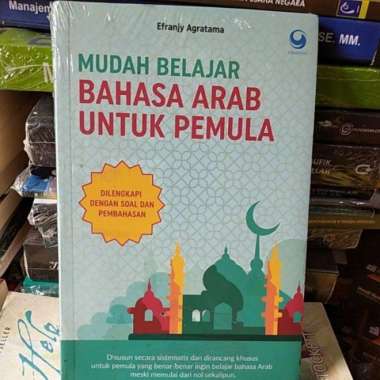 Efranjy Agratama
MUDAH BELAJAR
BAHASA ARAB
UNTUK PEMULA
DILENGKAPI
DENGAN SOAL DAN
PEMBAHASAN
Disusun secara sistematis dan dirancang khusus
untuk pemula yang benar-benar ingin belajar bahasa Arab
meski memulai dari nol sekalipun.
Manajem
NEGARA
SE. MM.